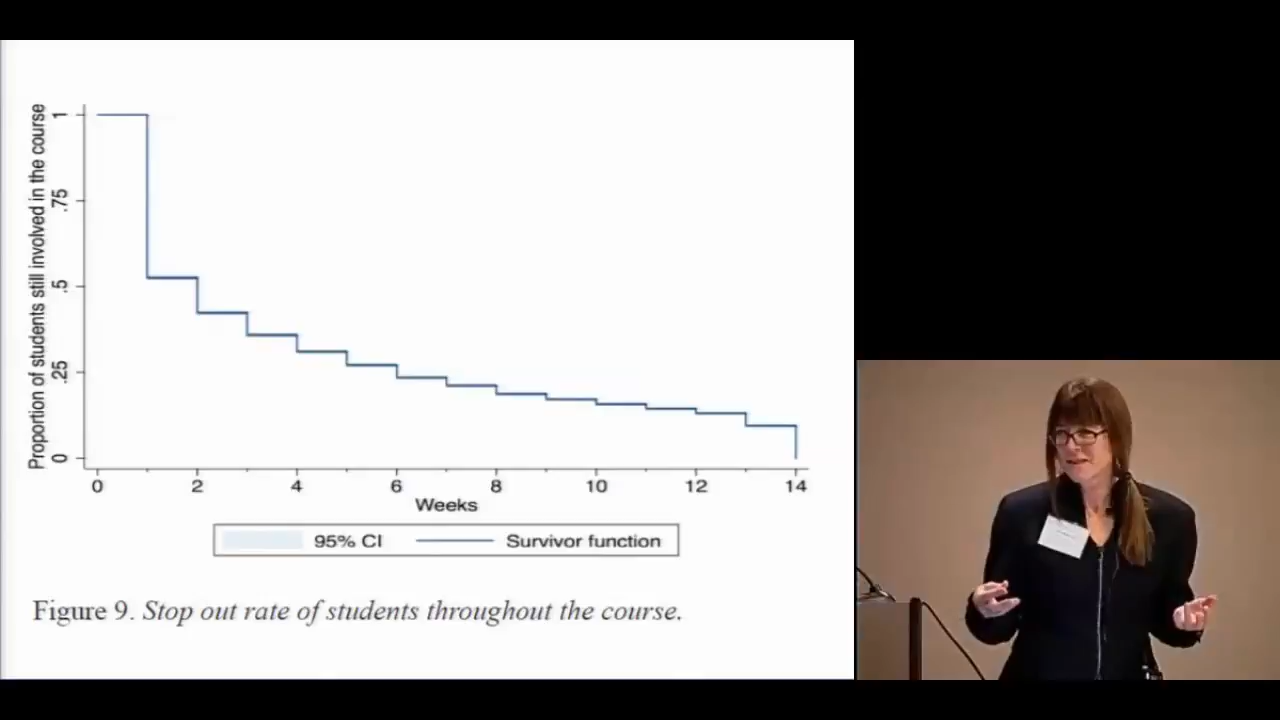 Proportion of students still involved in the course
1
.75
.5
.25
0
0 2 4 6 8 10 12 14
Weeks
95% CI Survivor function
Figure 9. Stop out rate of students throughout the course.